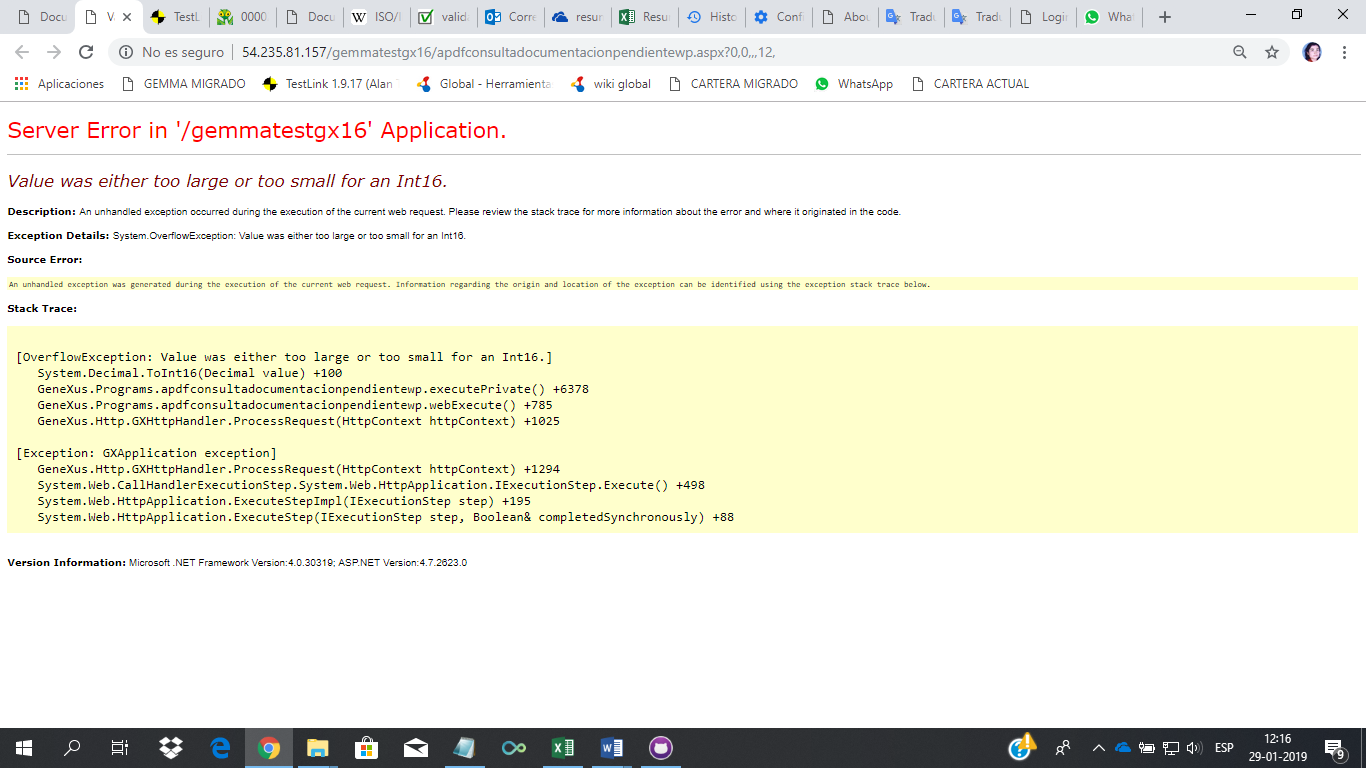 Docu
V
TestL
0000
Docu
ISO/I
valid
Corre
resur
Resu
Histo
Confi
Abou
Tradu
Tradu
Login
What
No es seguro
54.235.81.157/gemmatestgx16/apdfconsultadocumentacionpendientewp.aspx?0,0,,,12,
Aplicaciones
GEMMA MIGRADO
TestLink 1.9.17 (Alan
Global - Herramienta
wiki global
CARTERA MIGRADO
WhatsApp
CARTERA ACTUAL
Server Error in '/gemmatestgx16' Application.
Value was either too large or too small for an Int16.
Description: An unhandled exception occurred during the execution of the current web request. Please review the stack trace for more information about the error and where it originated in the code.
Exception Details: System.OverflowException: Value was either too large or too small for an Int16.
Source Error:
An unhandled exception was generated during the execution of the current web request. Information regarding the origin and location of the exception can be identified using the exception stack trace below.
Stack Trace:
[OverflowException: Value was either too large or too small for an Int16.]
System.Decimal.ToInt16(Decimal value) +100
GeneXus.Programs.apdfconsultadocumentacionpendientewp.executePrivate() +6378
GeneXus.Programs.apdfconsultadocumentacionpendientewp.webExecute() +785
GeneXus.Http.GXHttpHandler.ProcessRequest(HttpContext httpContext) +1025
[Exception: GXApplication exception]
GeneXus.Http.GXHttpHandler.ProcessRequest(HttpContext httpContext) +1294
System.Web.CallHandlerExecutionStep.System.Web.HttpApplication.IExecutionStep.Execute() +498
System.Web.HttpApplication.ExecuteStepImpl(IExecutionStep step) +195
System.Web.HttpApplication.ExecuteStep(IExecutionStep step, Boolean& completedSynchronously) +88
Version Information: Microsoft .NET Framework Version:4.0.30319; ASP.NET Version:4.7.2623.0
ESP
12:16
29-01-2019
9